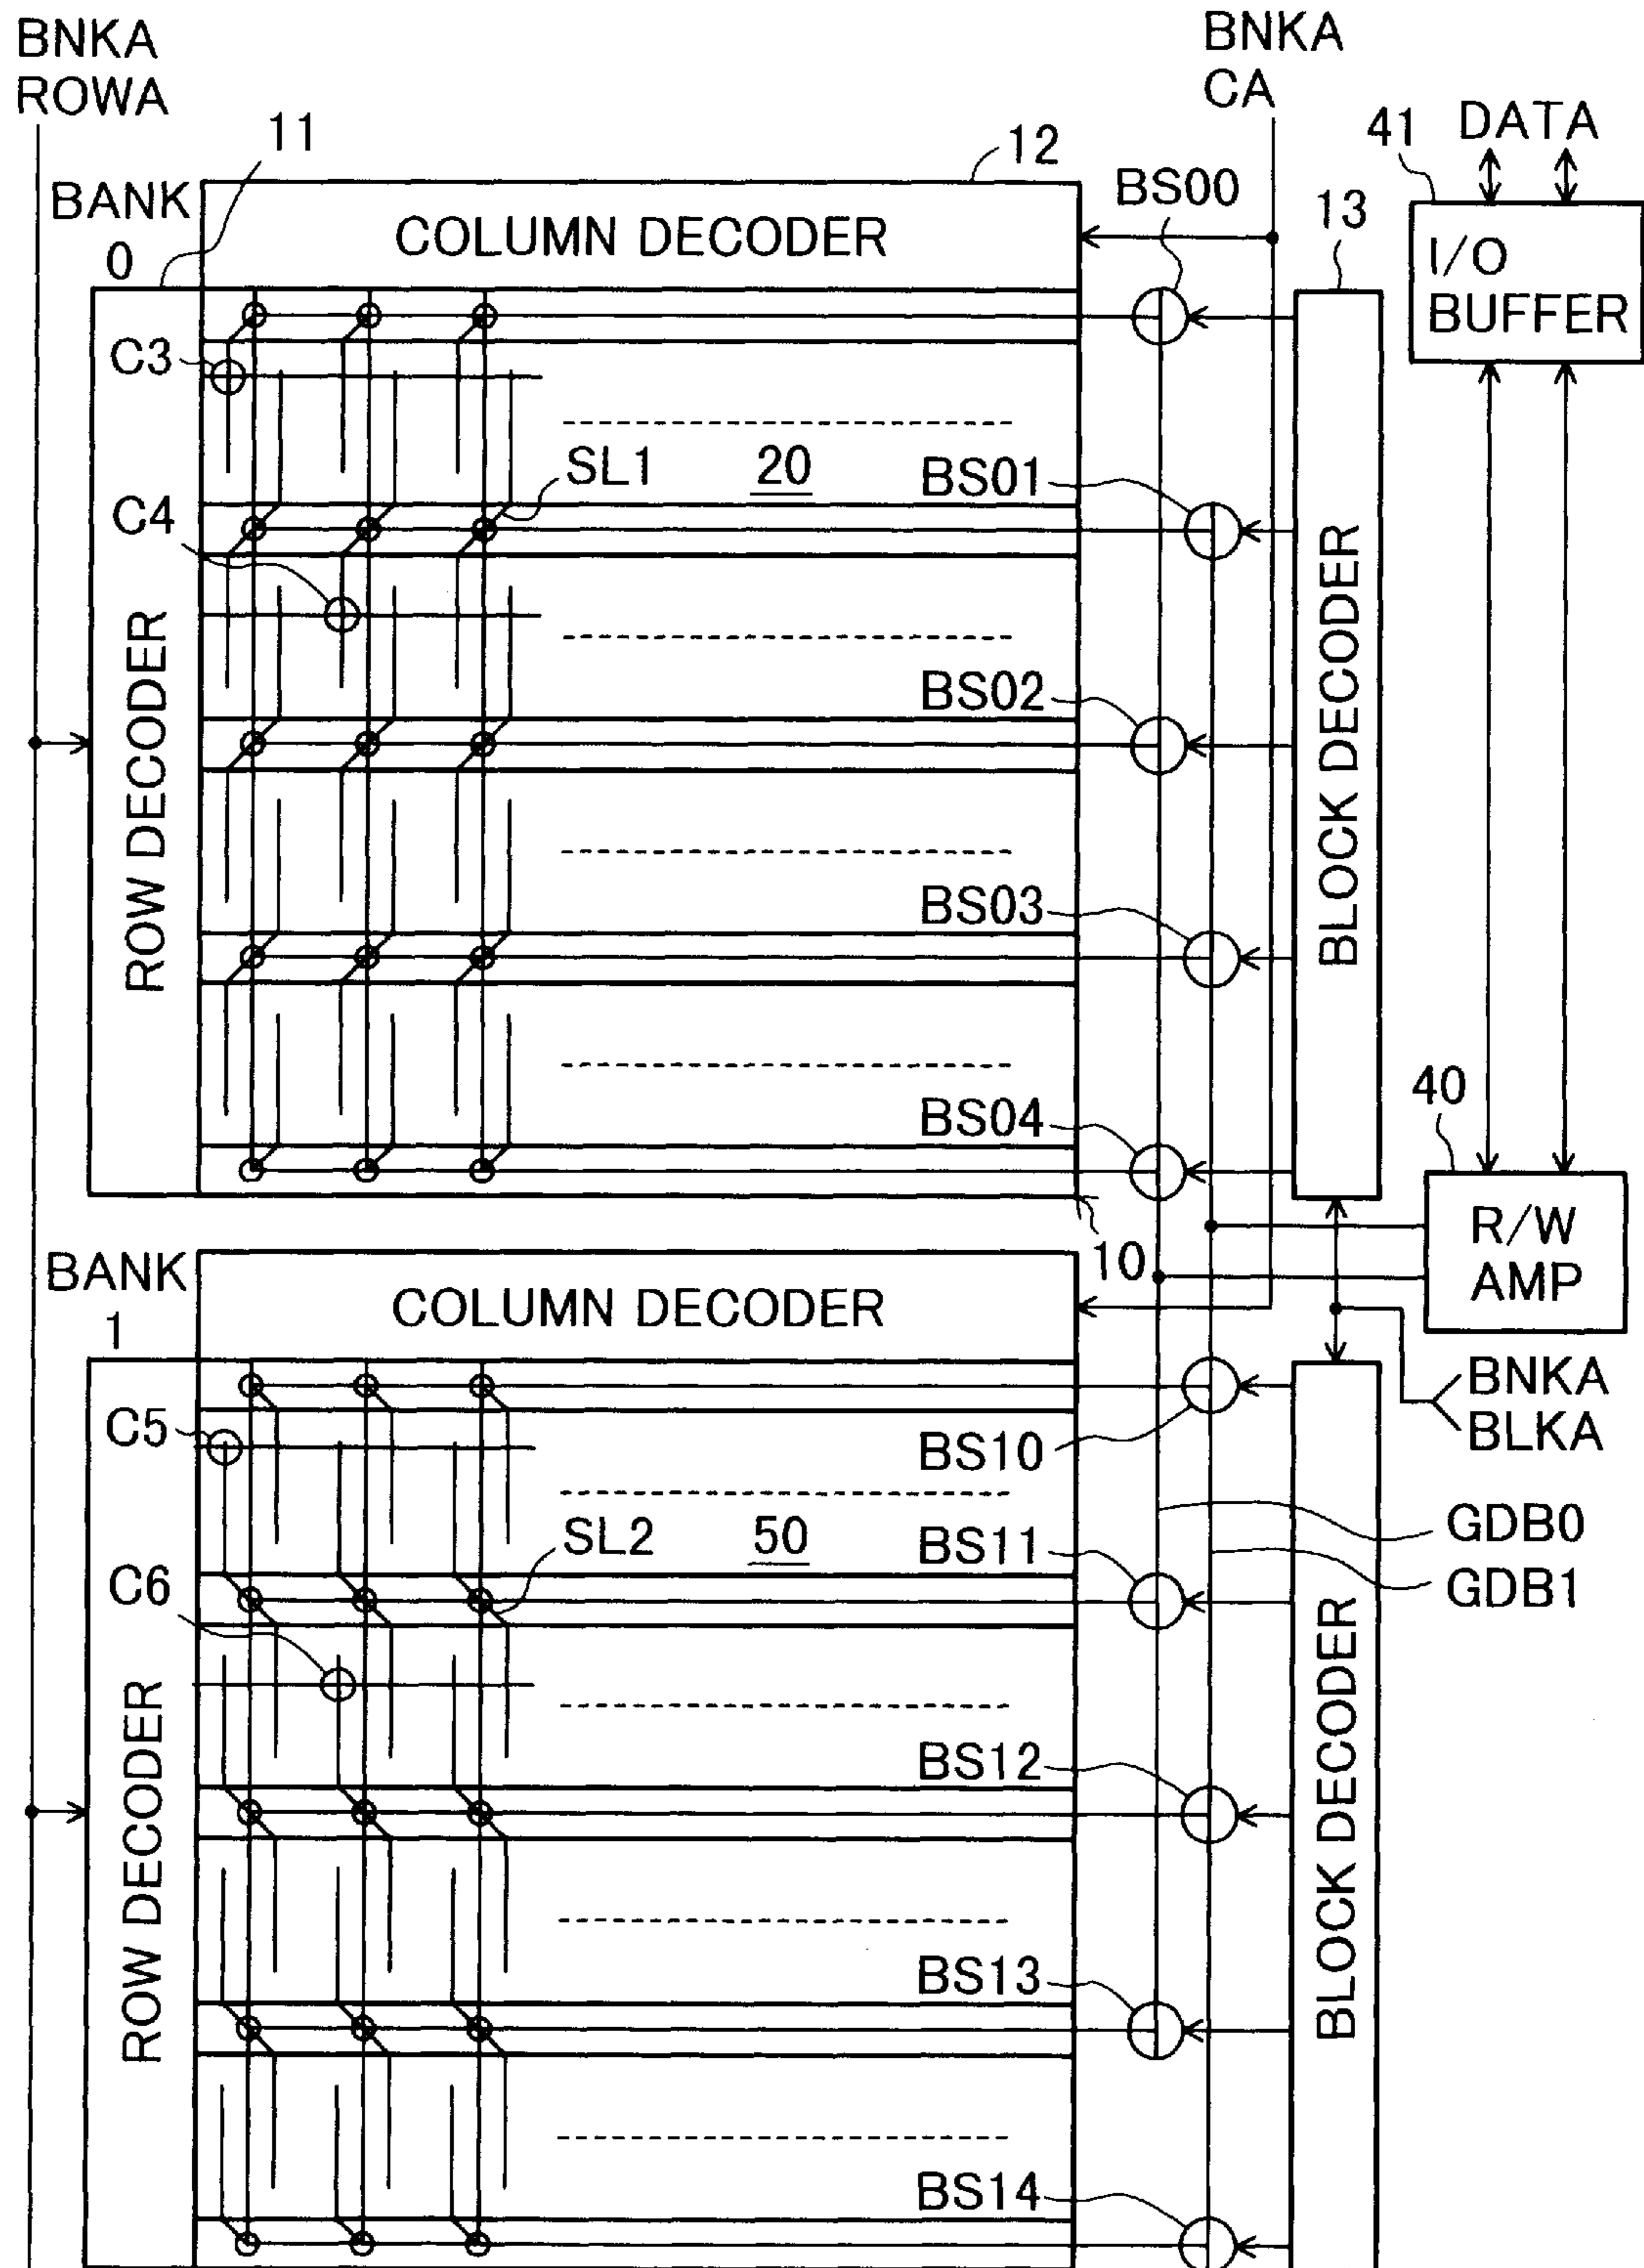 BNKA
ROWA
BNKA
CA
11
12
41
DATA
BANK
0
COLUMN DECODER
BS00
13
I/O
BUFFER
C3
SL1
20
BS01
C4
ROW DECODER
BLOCK DECODER
BS02
BS03
BS04
40
10
R/W
AMP
BANK
1
COLUMN DECODER
BNKA
BLKA
C5
BS10
GDB0
SL2
50
BS11
GDB1
C6
ROW DECODER
BLOCK DECODER
BS12
BS13
BS14